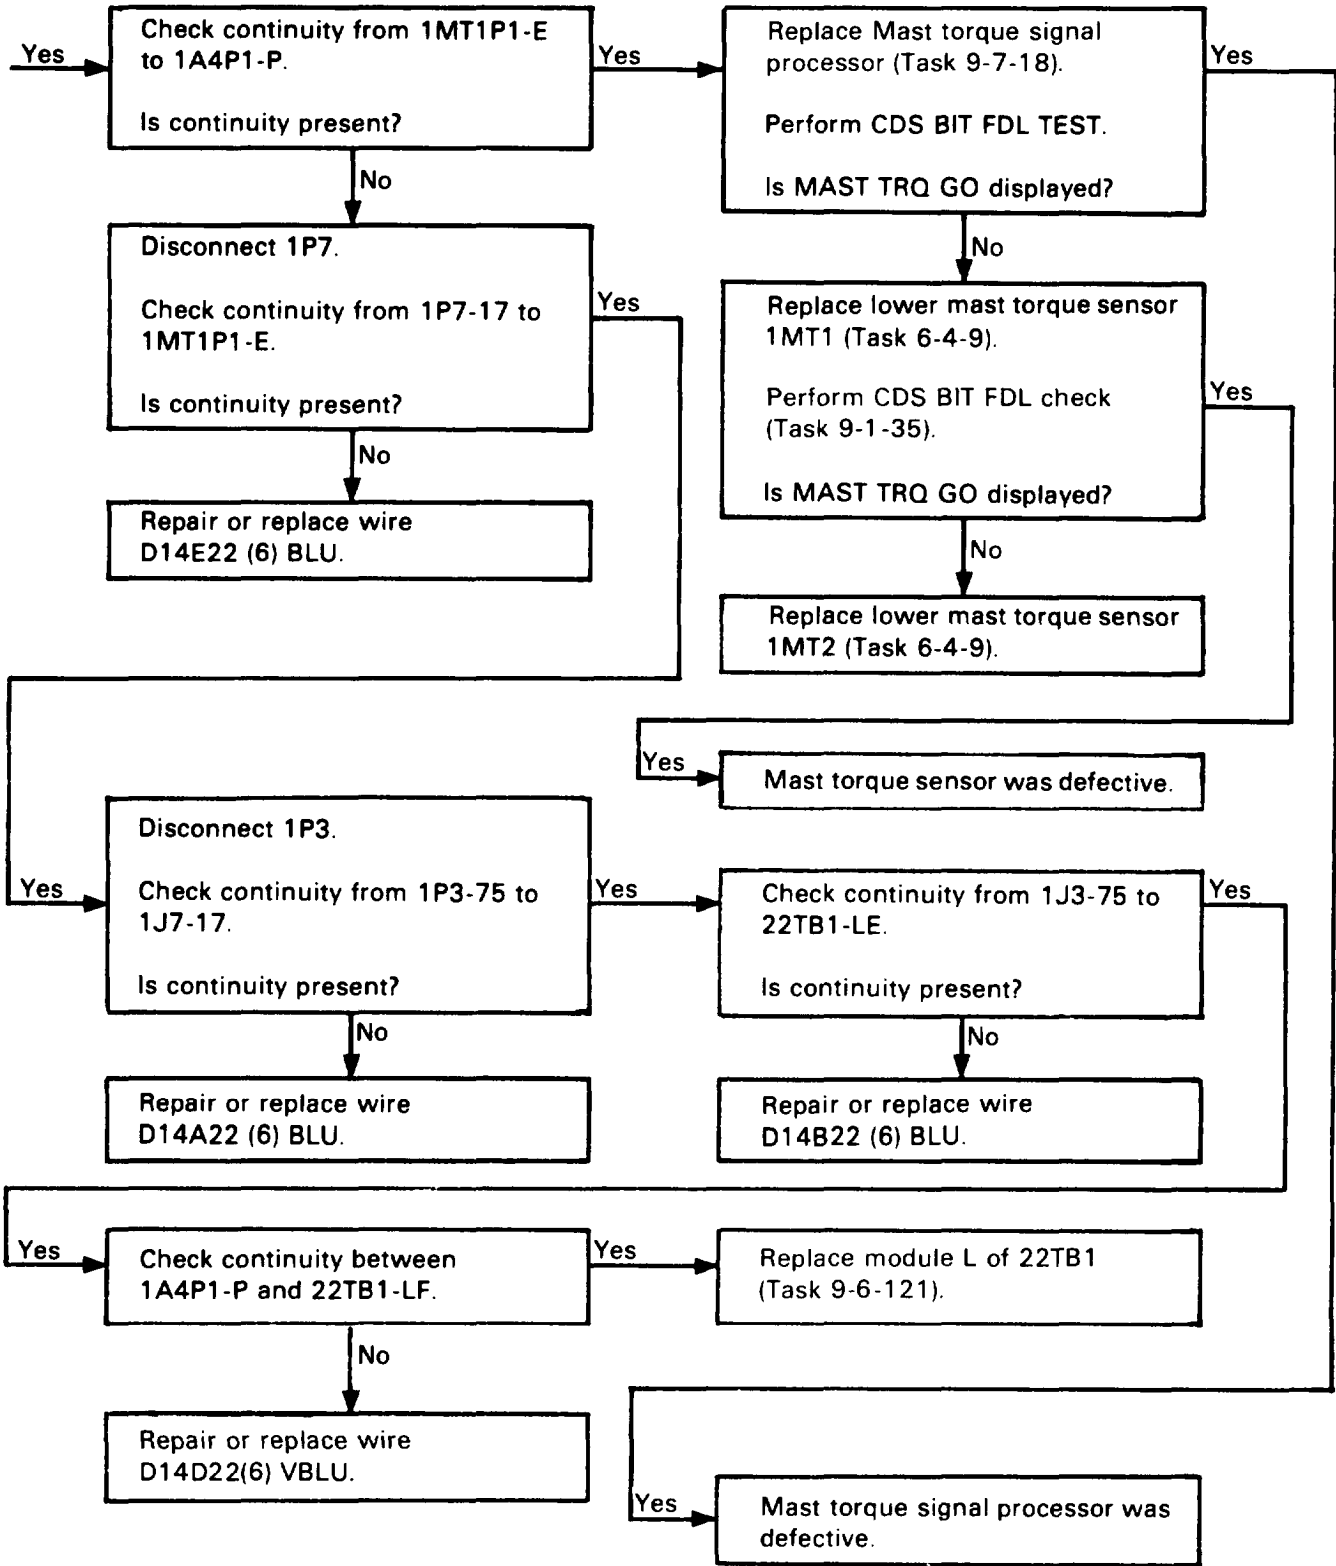 Yes
Check continuity from 1MT1P1-E
to 1A4P1-P.
Is continuity present?
Yes
Replace Mast torque signal
processor (Task 9-7-18).
Perform CDS BIT FDL TEST.
Is MAST TRQ GO displayed?
Yes
No
No
Disconnect 1P7.
Check continuity from 1P7-17 to
1MT1P1-E.
Is continuity present?
Yes
Replace lower mast torque sensor
1MT1 (Task 6-4-9).
Perform CDS BIT FDL check
(Task 9-1-35).
Is MAST TRQ GO displayed?
Yes
No
No
Repair or replace wire
D14E22 (6) BLU.
Replace lower mast torque sensor
1MT2 (Task 6-4-9).
Yes
Mast torque sensor was defective.
Yes
Disconnect 1P3.
Check continuity from 1P3-75 to
1J7-17.
Is continuity present?
Yes
Check continuity from 1J3-75 to
22TB1-LE.
Is continuity present?
Yes
No
No
Repair or replace wire
D14A22 (6) BLU.
Repair or replace wire
D14B22 (6) BLU.
Yes
Check continuity between
1A4P1-P and 22TB1-LF.
Yes
Replace module L of 22TB1
(Task 9-6-121).
No
Repair or replace wire
D14D22(6) VBLU.
Yes
Mast torque signal processor was
defective.